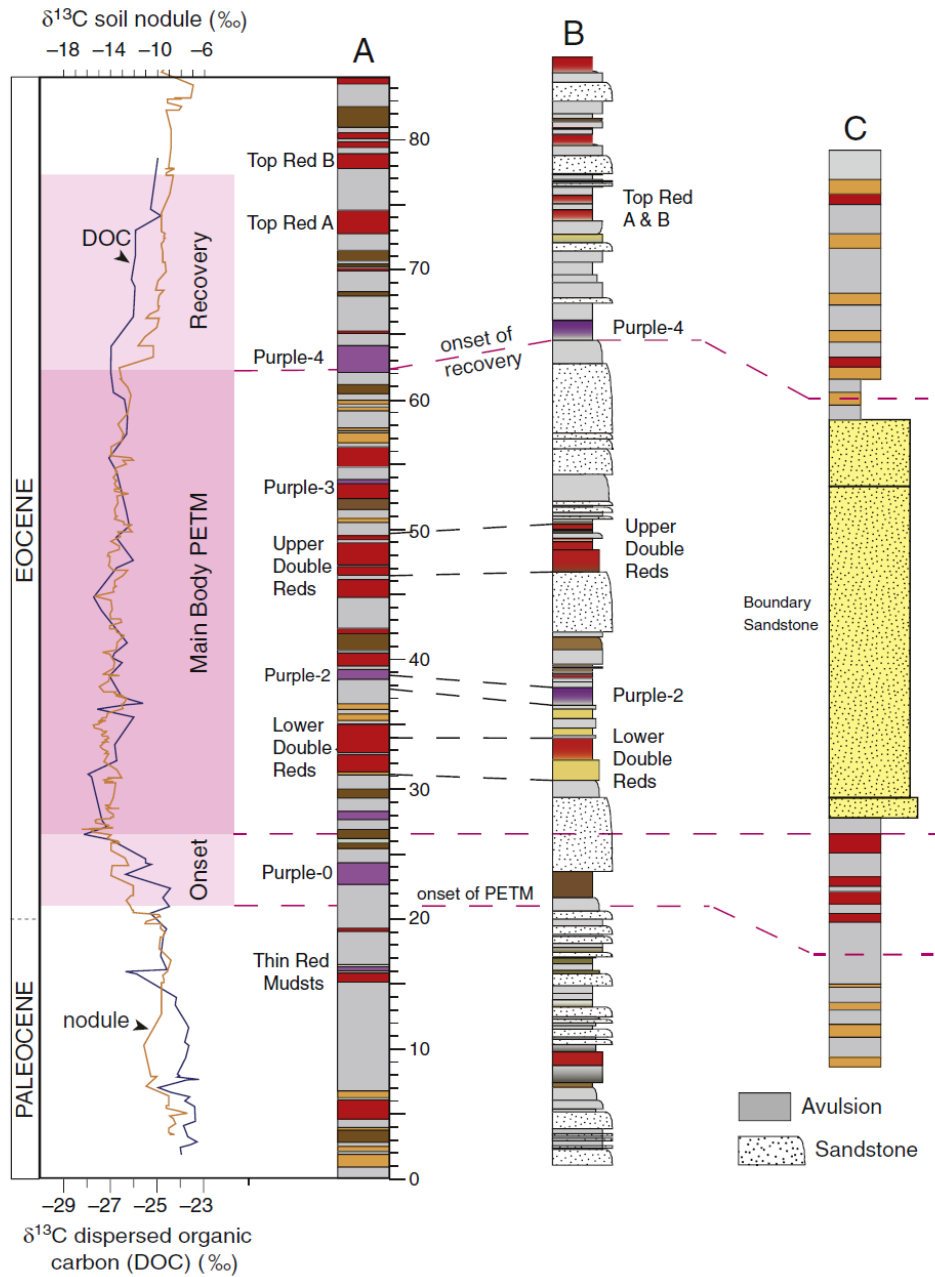 δ¹³C soil nodule (‰)
–18 –14 –10 –6
A
B
C
EOCENE
PALEOCENE
Recovery
Main Body PETM
Onset
DOC
nodule
Top Red B
Top Red A
Purple-4
Purple-3
Upper
Double
Reds
Purple-2
Lower
Double
Reds
Purple-0
Thin Red
Mudsts
80
70
60
50
40
30
20
10
0
onset of
recovery
onset of PETM
Top Red
A & B
Purple-4
Upper
Double
Reds
Purple-2
Lower
Double
Reds
Boundary
Sandstone
Avulsion
Sandstone
–29 –27 –25 –23
δ¹³C dispersed organic
carbon (DOC) (‰)